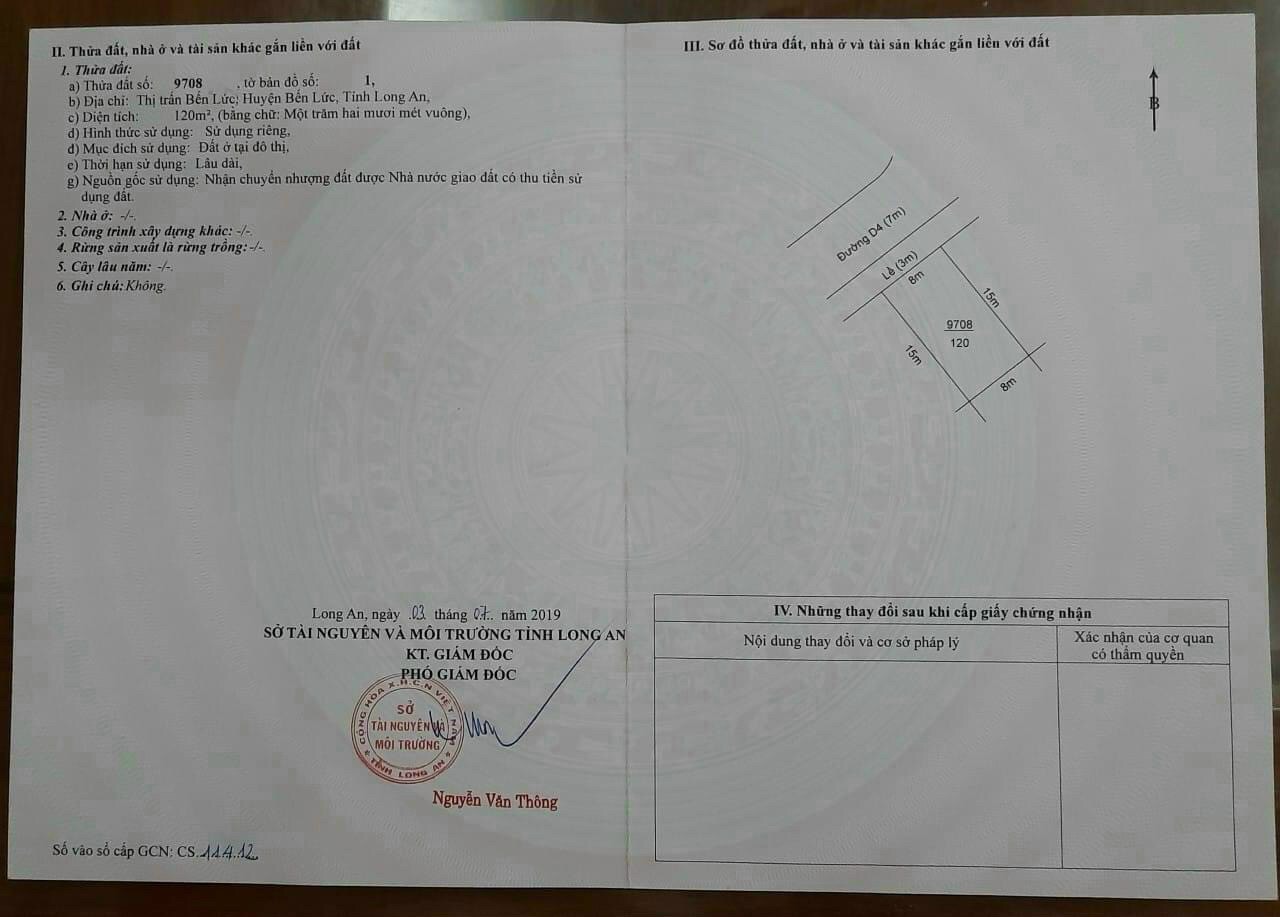 II. Thửa đất, nhà ở và tài sản khác gắn liền với đất
1. Thửa đất:
a) Thửa đất số: 9708 , tờ bản đồ số: 1,
b) Địa chỉ: Thị trấn Bến Lức, Huyện Bến Lức, Tỉnh Long An,
c) Diện tích: 120m², (bằng chữ: Một trăm hai mươi mét vuông),
d) Hình thức sử dụng: Sử dụng riêng,
đ) Mục đích sử dụng: Đất ở tại đô thị,
e) Thời hạn sử dụng: Lâu dài,
g) Nguồn gốc sử dụng: Nhận chuyển nhượng đất được Nhà nước giao đất có thu tiền sử
dụng đất.
2. Nhà ở: -/-.
3. Công trình xây dựng khác: -/-.
4. Rừng sản xuất là rừng trồng: -/-.
5. Cây lâu năm: -/-.
6. Ghi chú: Không.
Long An, ngày 03 tháng 07 năm 2019
SỞ TÀI NGUYÊN VÀ MÔI TRƯỜNG TỈNH LONG AN
KT. GIÁM ĐỐC
PHÓ GIÁM ĐỐC
CỘNG HÒA X.H.C.N VIỆT NAM
SỞ
TÀI NGUYÊN VÀ
MÔI TRƯỜNG
TỈNH LONG AN
Nguyễn Văn Thông
Số vào sổ cấp GCN: CS.11412
III. Sơ đồ thửa đất, nhà ở và tài sản khác gắn liền với đất
B
Đường D4 (7m)
Lề (3m)
8m
15m
9708
120
15m
8m
IV. Những thay đổi sau khi cấp giấy chứng nhận
Nội dung thay đổi và cơ sở pháp lý
Xác nhận của cơ quan
có thẩm quyền